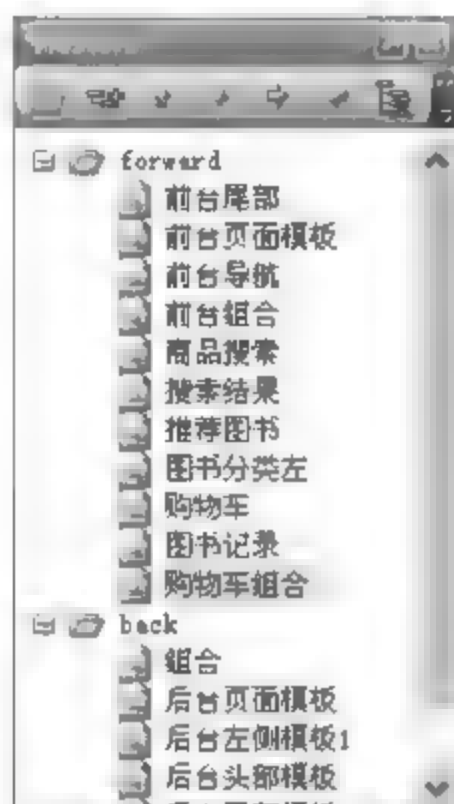 forward
前台尾部
前台页面模板
前台导航
前台组合
商品搜索
搜索结果
推荐图书
图书分类左
购物车
图书记录
购物车组合
back
组合
后台页面模板
后台左侧模板1
后台头部模板